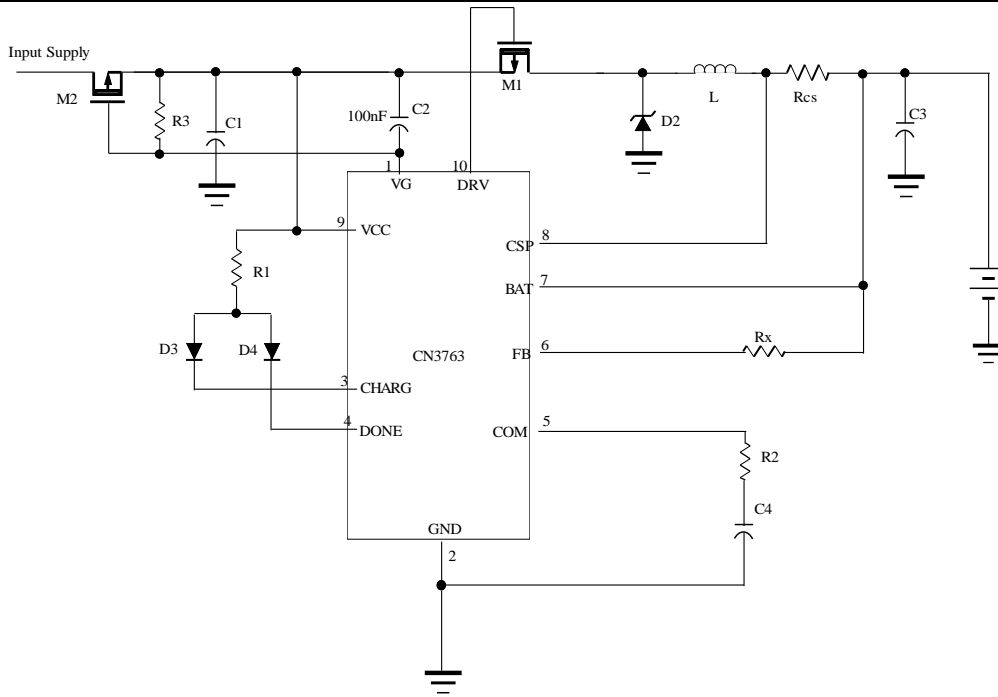 Input Supply
M2
R3
C1
100nF
C2
M1
L
Rcs
D2
C3
1
10
VG
DRV
9
VCC
8
CSP
R1
7
BAT
D3
D4
CN3763
Rx
6
FB
3
CHARG
4
DONE
5
COM
R2
C4
GND
2